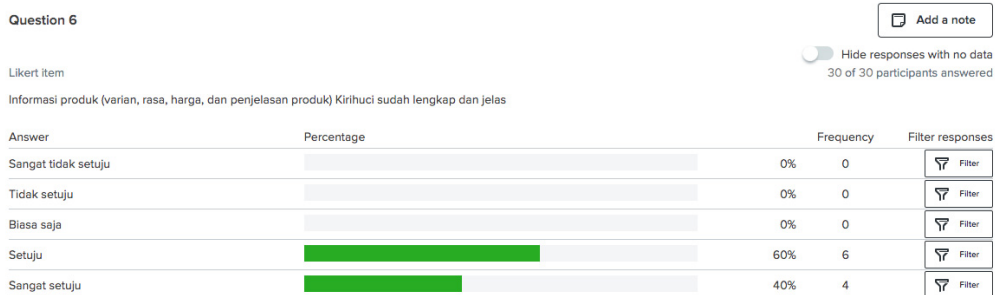 Question 6
Add a note
Hide responses with no data
Likert item
30 of 30 participants answered
Informasi produk (varian, rasa, harga, dan penjelasan produk) Kirihuci sudah lengkap dan jelas
Answer Percentage Frequency Filter responses
Sangat tidak setuju 0% 0 Filter
Tidak setuju 0% 0 Filter
Biasa saja 0% 0 Filter
Setuju 60% 6 Filter
Sangat setuju 40% 4 Filter